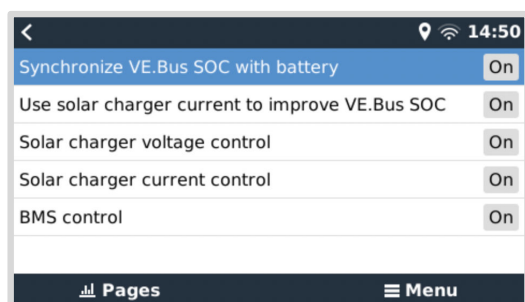 14:50
Synchronize VE.Bus SOC with battery On
Use solar charger current to improve VE.Bus SOC On
Solar charger voltage control On
Solar charger current control On
BMS control On
Pages Menu